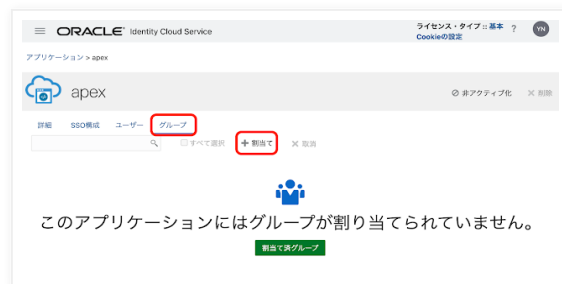 ORACLE Identity Cloud Service
ライセンス・タイプ :: 基本 ? YN
Cookieの設定
アプリケーション > apex
apex
非アクティブ化 × 削除
詳細 SSO構成 ユーザー グループ
すべて選択 + 割当て × 取消
このアプリケーションにはグループが割り当てられていません。
割当て済グループ